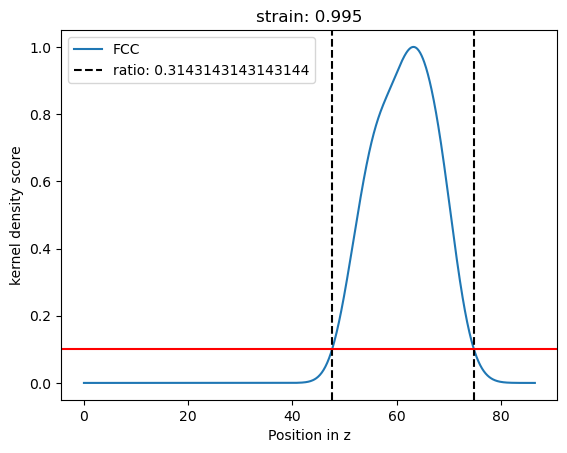 strain: 0.995
FCC
ratio: 0.3143143143143144
kernel density score
1.0
0.8
0.6
0.4
0.2
0.0
0 20 40 60 80
Position in z